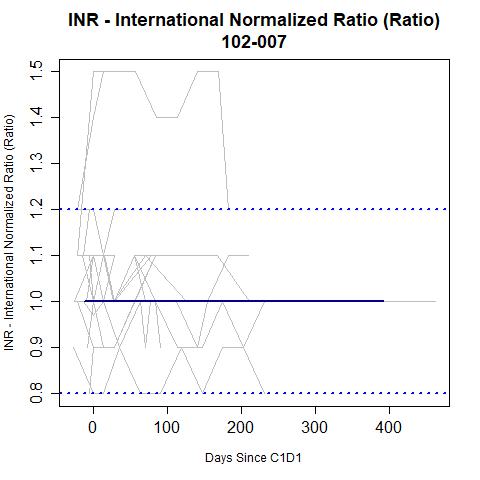 INR - International Normalized Ratio (Ratio)
102-007
INR - International Normalized Ratio (Ratio)
1.5
1.4
1.3
1.2
1.1
1.0
0.9
0.8
0 100 200 300 400
Days Since C1D1